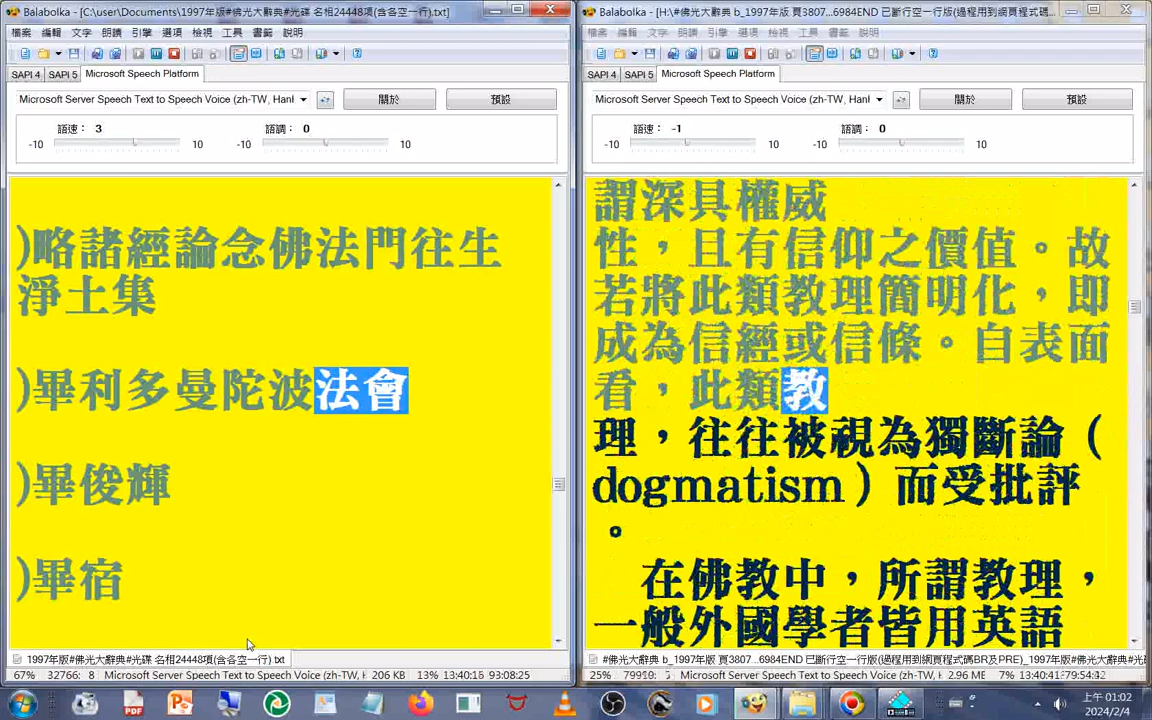 Balabolka - [C:\user\Documents\1997年版#佛光大辭典#光碟 名相24448項(含各空一行).txt]
檔案 編輯 文字 朗讀 引擎 選項 檢視 工具 書籤 說明
SAPI 4 SAPI 5 Microsoft Speech Platform
Microsoft Server Speech Text to Speech Voice (zh-TW, Hanl
關於 預設
語速： 3 語調： 0
-10 10 -10 10
)略諸經論念佛法門往生
淨土集
)畢利多曼陀波法會
)畢俊輝
)畢宿
1997年版#佛光大辭典#光碟 名相24448項(含各空一行).txt
67% 32766: 8 Microsoft Server Speech Text to Speech Voice (zh-TW, H 206 KB 13% 13:40:16 93:08:25
Balabolka - [H:\#佛光大辭典 b_1997年版 頁3807...6984END 已斷行空一行版(過程用到網頁程式碼
檔案 編輯 文字 朗讀 引擎 選項 檢視 工具 書籤 說明
SAPI 4 SAPI 5 Microsoft Speech Platform
Microsoft Server Speech Text to Speech Voice (zh-TW, Hanl
關於 預設
語速： -1 語調： 0
-10 10 -10 10
謂深具權威
性，且有信仰之價值。故
若將此類教理簡明化，即
成為信經或信條。自表面
看，此類教
理，往往被視為獨斷論（
dogmatism）而受批評
。
在佛教中，所謂教理，
一般外國學者皆用英語
#佛光大辭典 b_1997年版 頁3807...6984END 已斷行空一行版(過程用到網頁程式碼BR及PRE)_1997年版#佛光大辭典#光
25% Microsoft Server Speech Text to Speech Voice (zh-TW, H 2.96 ME 7%
PDF
上午 01:02
2024/2/4